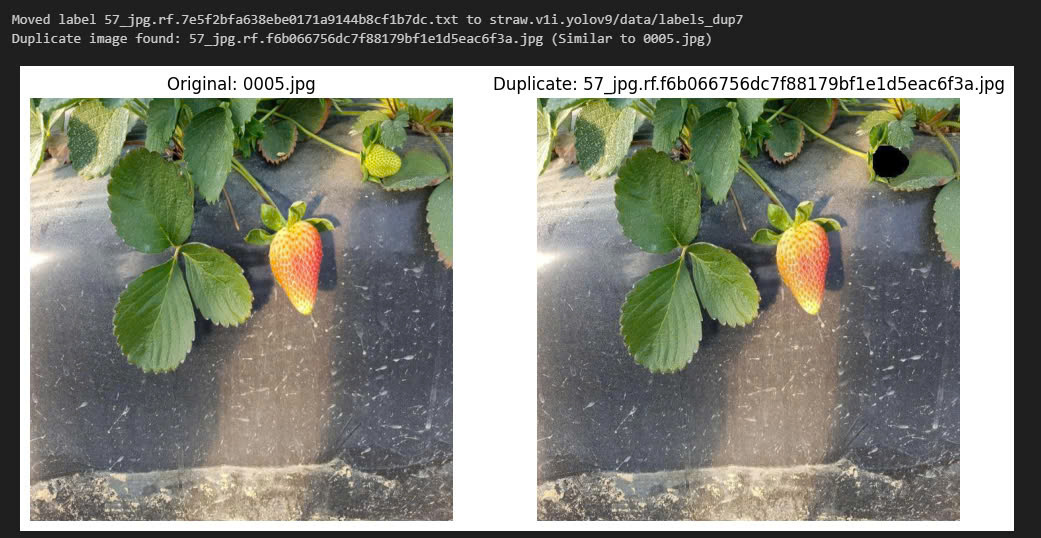 Moved label 57_jpg.rf.7e5f2bfa638ebe0171a9144b8cf1b7dc.txt to straw.v1i.yolov9/data/labels_dup7
Duplicate image found: 57_jpg.rf.f6b066756dc7f88179bf1e1d5eac6f3a.jpg (Similar to 0005.jpg)
Original: 0005.jpg
Duplicate: 57_jpg.rf.f6b066756dc7f88179bf1e1d5eac6f3a.jpg